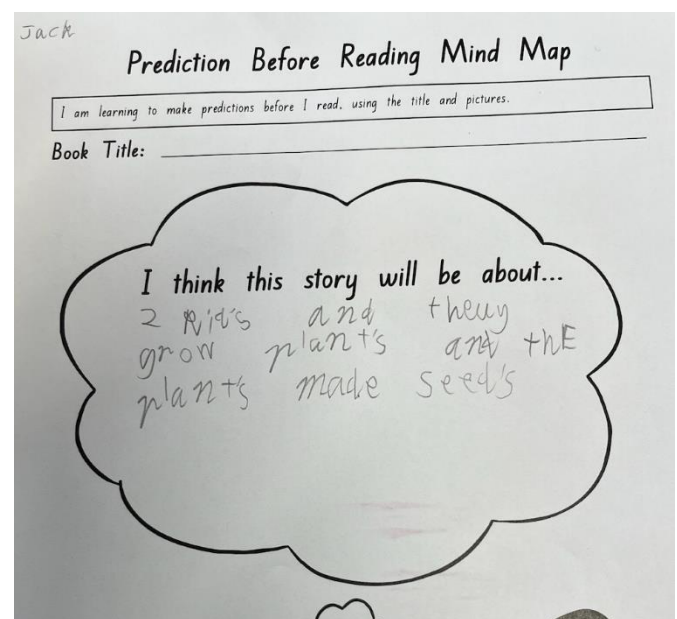 Jack
Prediction Before Reading Mind Map
I am learning to make predictions before I read, using the title and pictures.
Book Title:
I think this story will be about...
2 kid's and theuy
grow plant's and thE
plant's made seed's